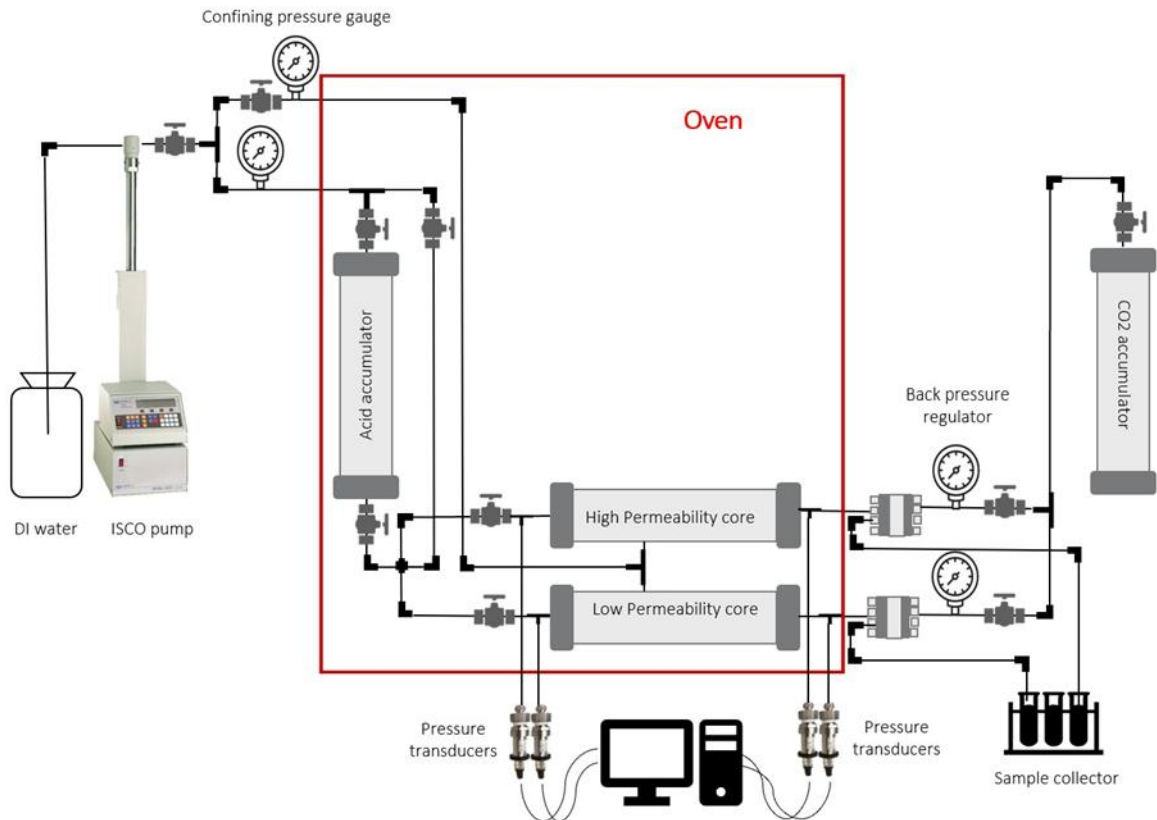 Confining pressure gauge
Oven
Acid accumulator
CO2 accumulator
Back pressure
regulator
High Permeability core
Low Permeability core
DI water
ISCO pump
Pressure
transducers
Pressure
transducers
Sample collector